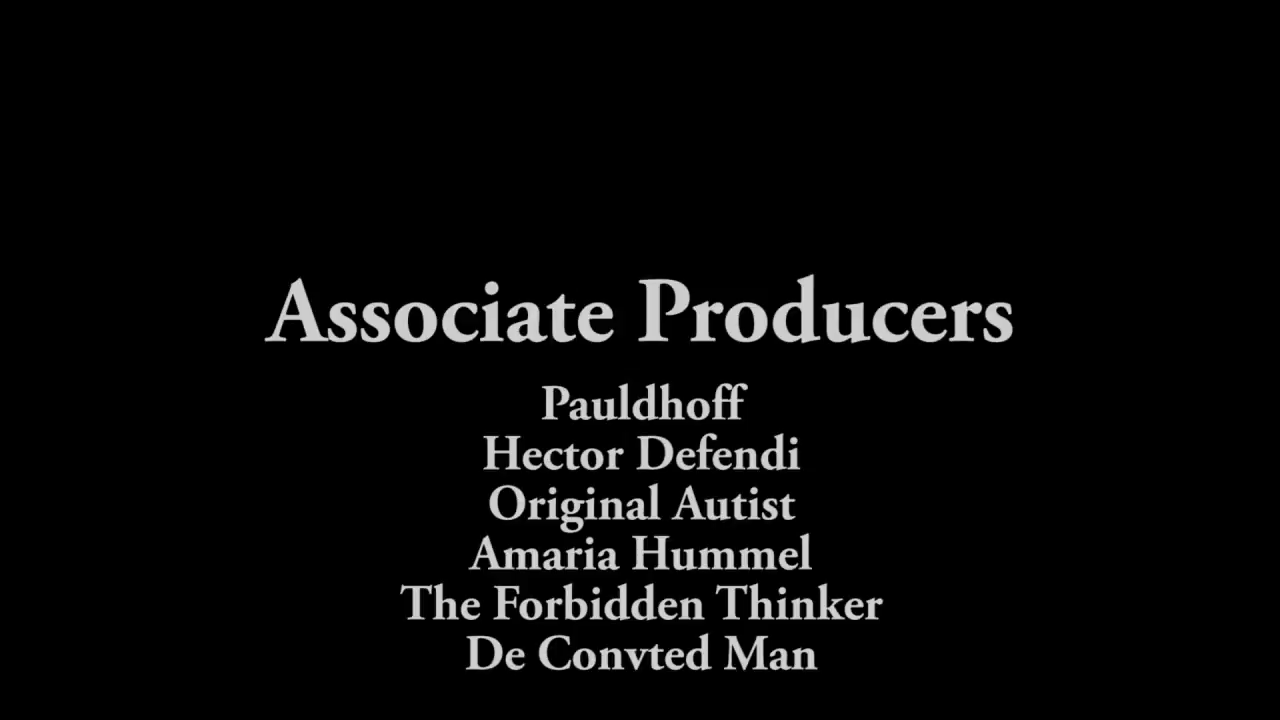 Associate Producers
Pauldhoff
Hector Defendi
Original Autist
Amaria Hummel
The Forbidden Thinker
De Convted Man